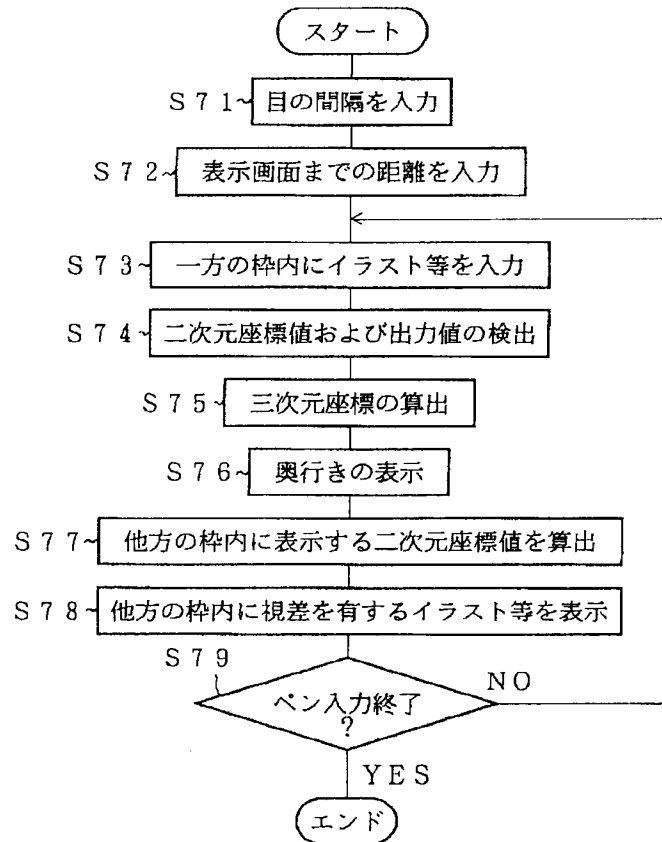 スタート
S71~目の間隔を入力
S72~表示画面までの距離を入力
S73~一方の枠内にイラスト等を入力
S74~二次元座標値および出力値の検出
S75~三次元座標の算出
S76~奥行きの表示
S77~他方の枠内に表示する二次元座標値を算出
S78~他方の枠内に視差を有するイラスト等を表示
S79
ペン入力終了
?
NO
YES
エンド